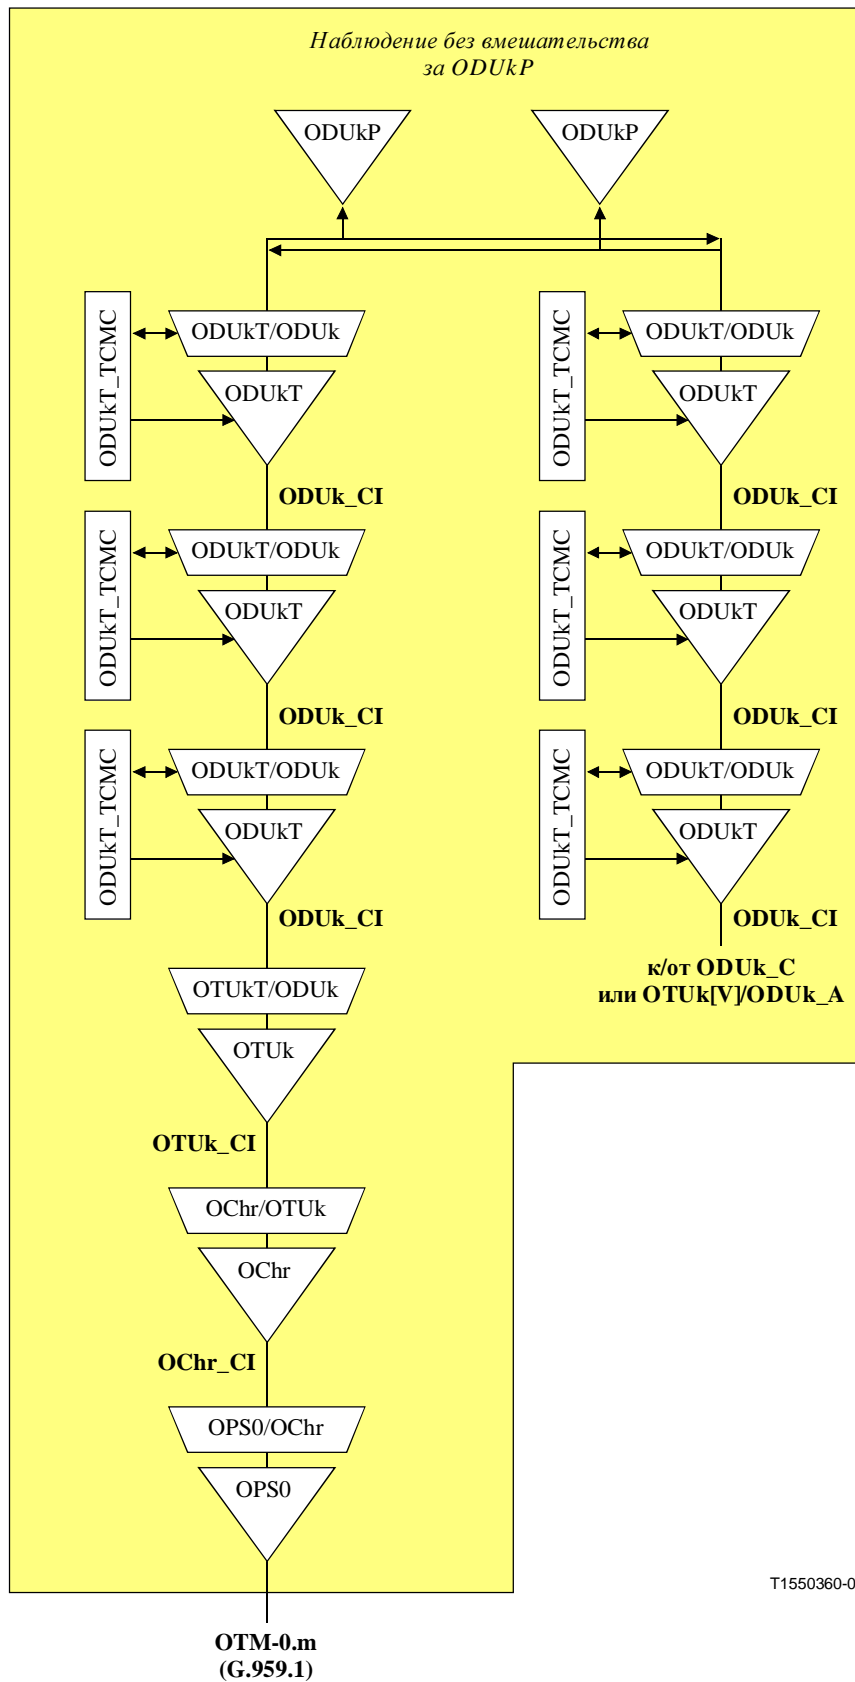 Наблюдение без вмешательства
за ODUkP
ODUkP
ODUkP
ODUkT_TCMC
ODUkT/ODUk
ODUkT
ODUk_CI
ODUkT_TCMC
ODUkT/ODUk
ODUkT
ODUk_CI
ODUkT_TCMC
ODUkT/ODUk
ODUkT
ODUk_CI
ODUkT_TCMC
ODUkT/ODUk
ODUkT
ODUk_CI
ODUkT_TCMC
ODUkT/ODUk
ODUkT
ODUk_CI
ODUkT_TCMC
ODUkT/ODUk
ODUkT
ODUk_CI
к/от ODUk_C
или OTUk[V]/ODUk_A
OTUkT/ODUk
OTUk
OTUk_CI
OChr/OTUk
OChr
OChr_CI
OPS0/OChr
OPS0
T1550360-0
OTM-0.m
(G.959.1)